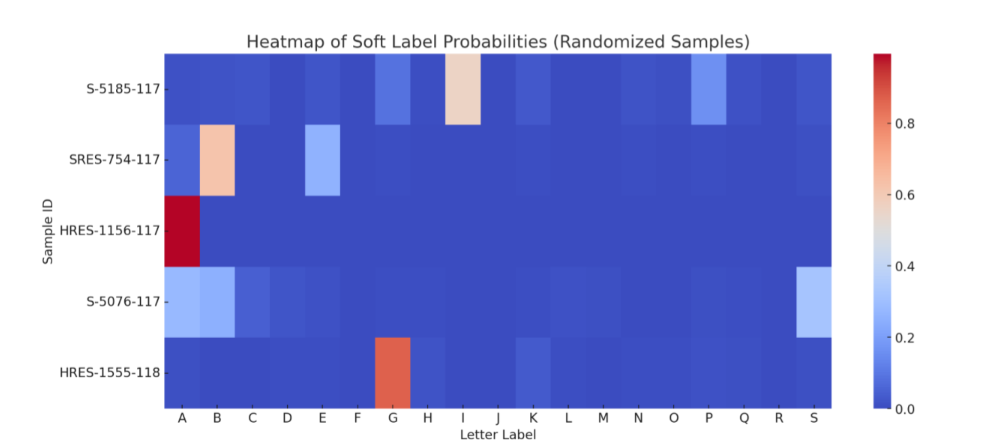 Heatmap of Soft Label Probabilities (Randomized Samples)
S-5185-117
SRES-754-117
HRES-1156-117
S-5076-117
HRES-1555-118
Sample ID
A B C D E F G H I J K L M N O P Q R S
Letter Label
0.8
0.6
0.4
0.2
0.0